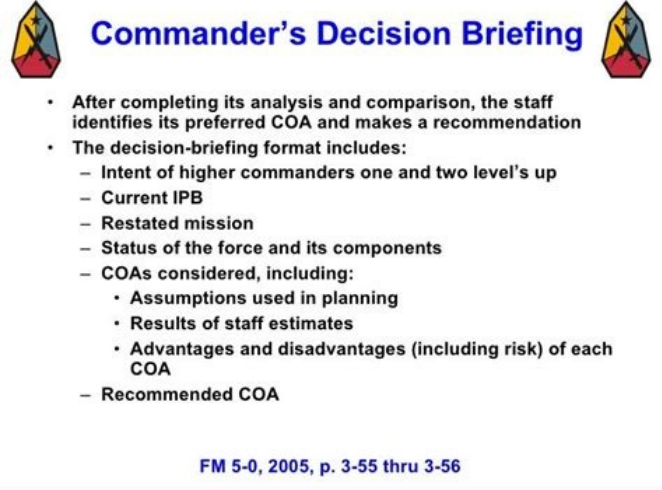 Commander's Decision Briefing
• After completing its analysis and comparison, the staff
identifies its preferred COA and makes a recommendation
• The decision-briefing format includes:
– Intent of higher commanders one and two level's up
– Current IPB
– Restated mission
– Status of the force and its components
– COAs considered, including:
• Assumptions used in planning
• Results of staff estimates
• Advantages and disadvantages (including risk) of each
COA
– Recommended COA
FM 5-0, 2005, p. 3-55 thru 3-56